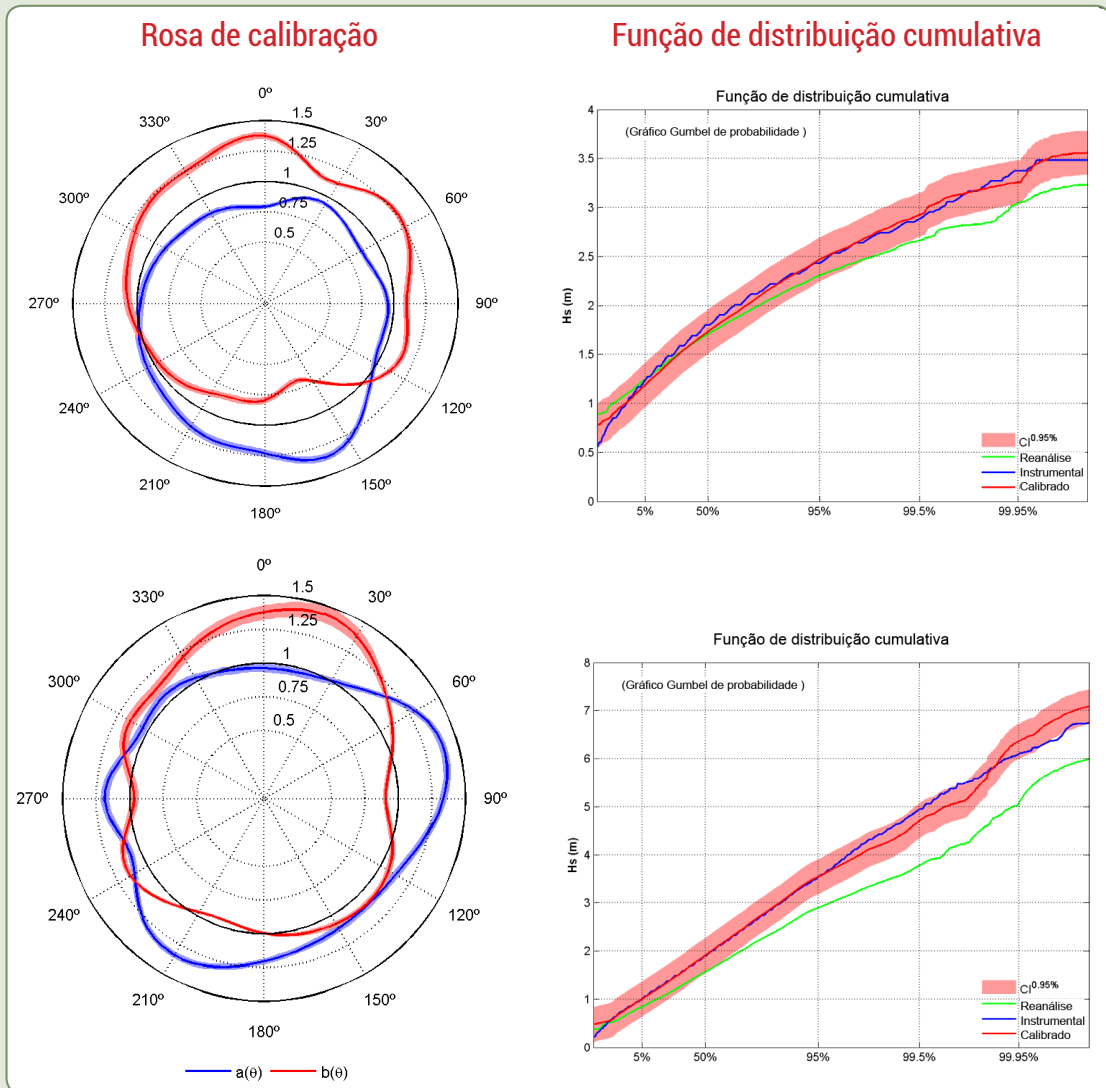 Rosa de calibração
Função de distribuição cumulativa
0º
30º
60º
90º
120º
150º
180º
210º
240º
270º
300º
330º
1.5
1.25
1
0.75
0.5
Função de distribuição cumulativa
(Gráfico Gumbel de probabilidade )
Hs (m)
4
3.5
3
2.5
2
1.5
1
0.5
0
5%
50%
95%
99.5%
99.95%
CI0.95%
Reanálise
Instrumental
Calibrado
0º
30º
60º
90º
120º
150º
180º
210º
240º
270º
300º
330º
1.5
1.25
1
0.75
0.5
a(θ)
b(θ)
Função de distribuição cumulativa
(Gráfico Gumbel de probabilidade )
Hs (m)
8
7
6
5
4
3
2
1
0
5%
50%
95%
99.5%
99.95%
CI0.95%
Reanálise
Instrumental
Calibrado